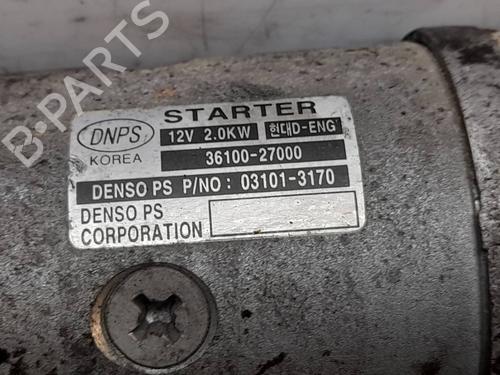 STARTER
DNPS
KOREA
12V 2.0KW 현대D-ENG
36100-27000
DENSO PS P/NO : 03101-3170
DENSO PS
CORPORATION
B-PARTS